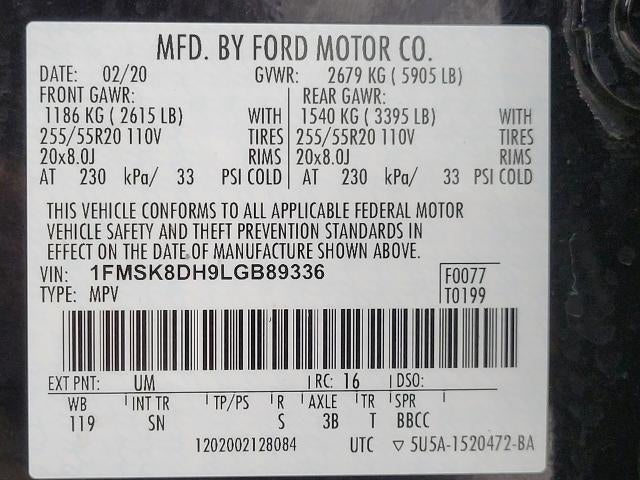 MFD. BY FORD MOTOR CO.
DATE: 02/20 GVWR: 2679 KG ( 5905 LB)
FRONT GAWR: REAR GAWR:
1186 KG ( 2615 LB) WITH 1540 KG ( 3395 LB) WITH
255/55R20 110V TIRES 255/55R20 110V TIRES
20x8.0J RIMS 20x8.0J RIMS
AT 230 kPa/ 33 PSI COLD AT 230 kPa/ 33 PSI COLD
THIS VEHICLE CONFORMS TO ALL APPLICABLE FEDERAL MOTOR
VEHICLE SAFETY AND THEFT PREVENTION STANDARDS IN
EFFECT ON THE DATE OF MANUFACTURE SHOWN ABOVE.
VIN: 1FMSK8DH9LGB89336 F0077
TYPE: MPV T0199
EXT PNT: UM RC: 16 DSO:
WB INT TR TP/PS R AXLE TR SPR
119 SN S 3B T BBCC
1202002128084 UTC ▽ 5U5A-1520472-BA